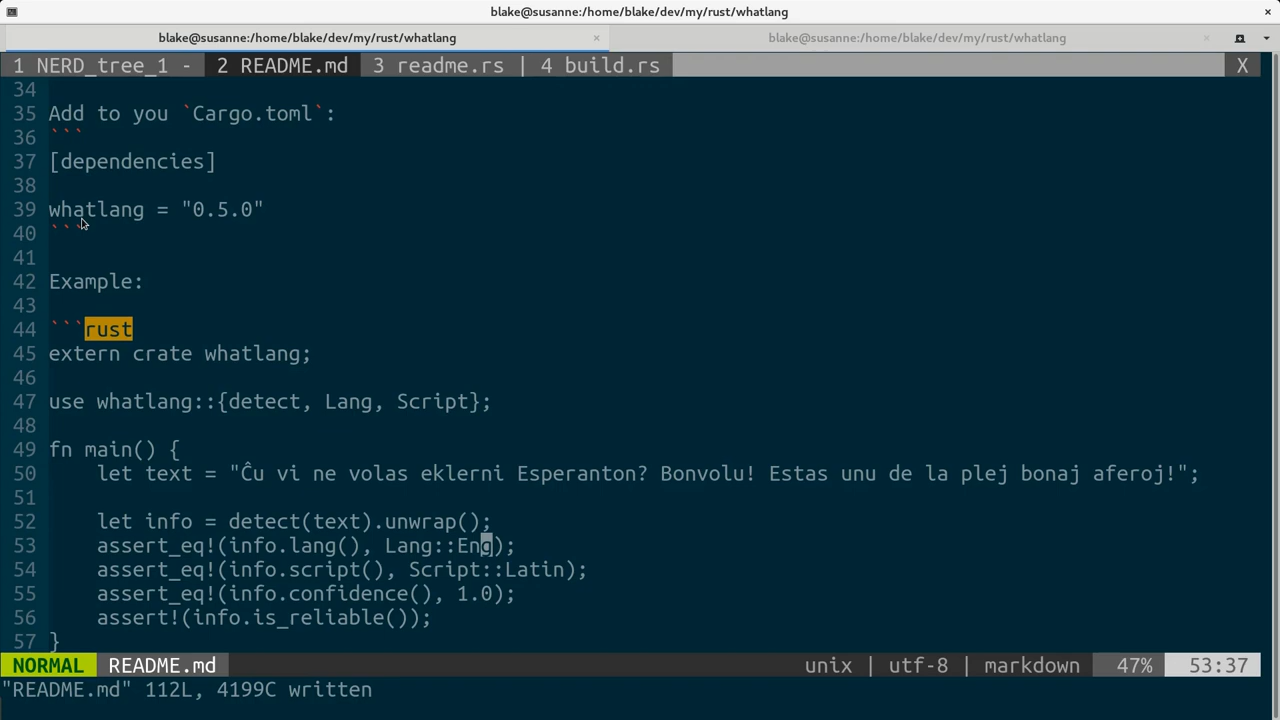 blake@susanne:/home/blake/dev/my/rust/whatlang
blake@susanne:/home/blake/dev/my/rust/whatlang × blake@susanne:/home/blake/dev/my/rust/whatlang ×
1 NERD_tree_1 - 2 README.md 3 readme.rs | 4 build.rs X
34
35 Add to you `Cargo.toml`:
36 ```
37 [dependencies]
38
39 whatlang = "0.5.0"
40 ```
41
42 Example:
43
44 ```rust
45 extern crate whatlang;
46
47 use whatlang::{detect, Lang, Script};
48
49 fn main() {
50     let text = "Ĉu vi ne volas eklerni Esperanton? Bonvolu! Estas unu de la plej bonaj aferoj!";
51
52     let info = detect(text).unwrap();
53     assert_eq!(info.lang(), Lang::Eng);
54     assert_eq!(info.script(), Script::Latin);
55     assert_eq!(info.confidence(), 1.0);
56     assert!(info.is_reliable());
57 }
NORMAL README.md unix | utf-8 | markdown 47% 53:37
"README.md" 112L, 4199C written